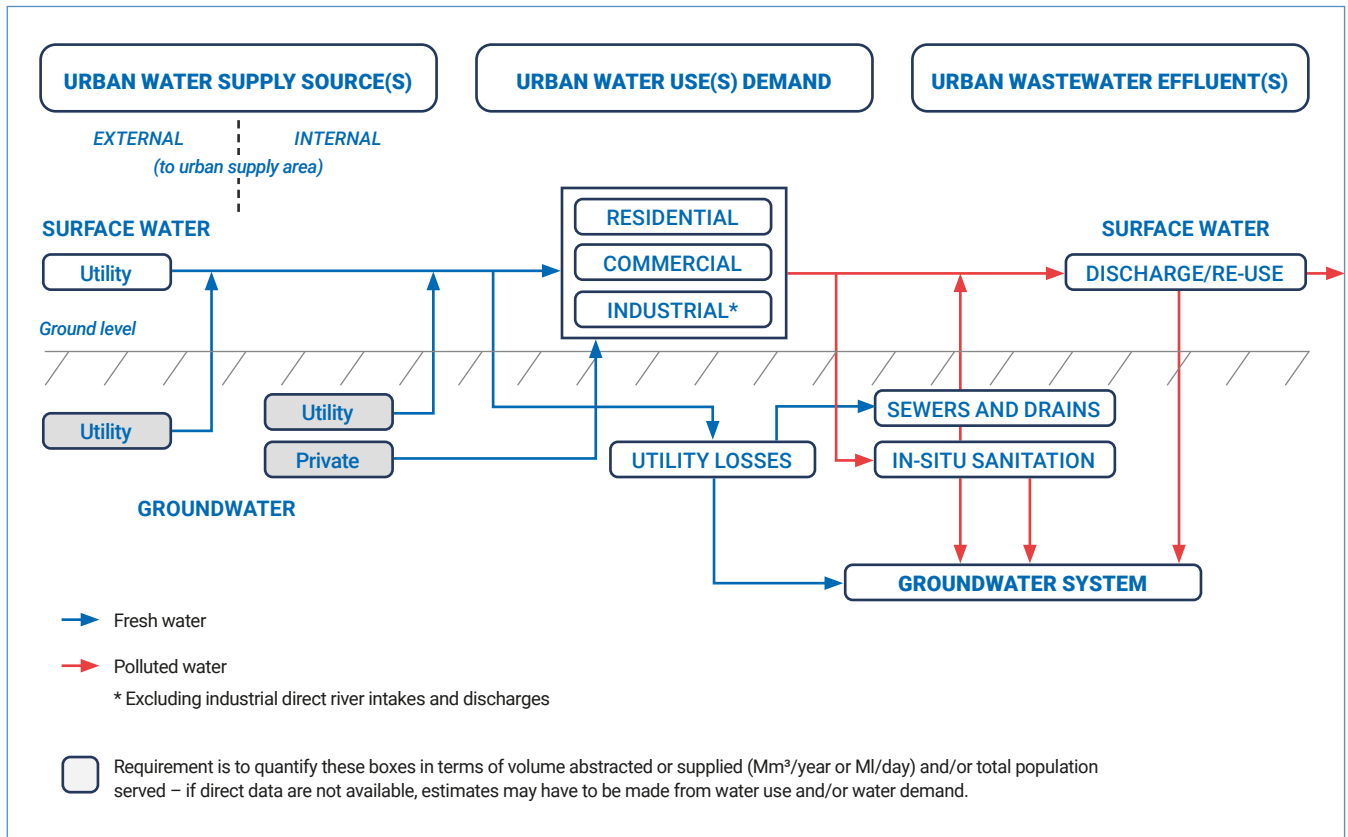 URBAN WATER SUPPLY SOURCE(S)
URBAN WATER USE(S) DEMAND
URBAN WASTEWATER EFFLUENT(S)
EXTERNAL
INTERNAL
(to urban supply area)
SURFACE WATER
Utility
RESIDENTIAL
COMMERCIAL
INDUSTRIAL*
SURFACE WATER
DISCHARGE/RE-USE
Ground level
Utility
Utility
Private
GROUNDWATER
UTILITY LOSSES
SEWERS AND DRAINS
IN-SITU SANITATION
GROUNDWATER SYSTEM
Fresh water
Polluted water
* Excluding industrial direct river intakes and discharges
Requirement is to quantify these boxes in terms of volume abstracted or supplied (Mm³/year or Ml/day) and/or total population
served – if direct data are not available, estimates may have to be made from water use and/or water demand.